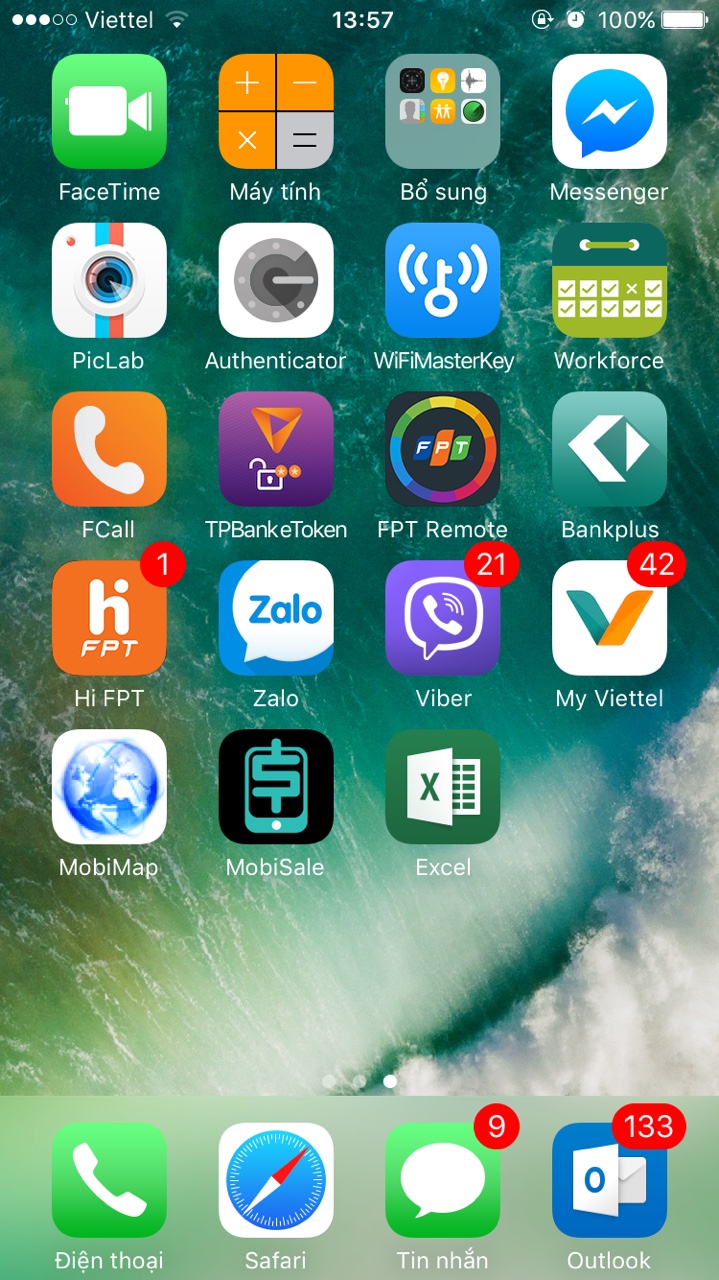 Viettel 13:57 100%
FaceTime Máy tính Bổ sung Messenger
PicLab Authenticator WiFiMasterKey Workforce
FPT
FCall TPBankeToken FPT Remote Bankplus
1 21 42
hi Zalo
FPT
Hi FPT Zalo Viber My Viettel
X
MobiMap MobiSale Excel
9 133
O
Điện thoại Safari Tin nhắn Outlook